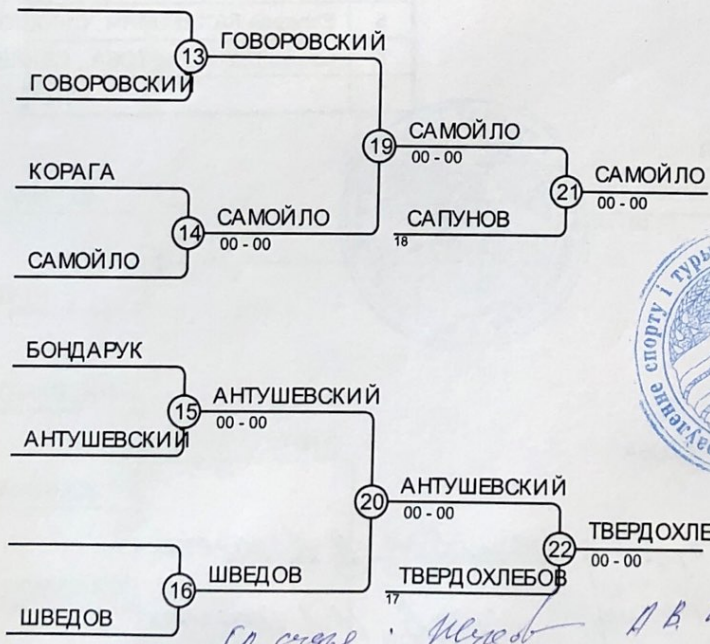 13
ГОВОРОВСКИЙ
ГОВОРОВСКИЙ
КОРАГА
14
САМОЙЛО
00 - 00
САМОЙЛО
19
САМОЙЛО
00 - 00
САПУНОВ
18
21
САМОЙЛО
00 - 00
БОНДАРУК
15
АНТУШЕВСКИЙ
00 - 00
АНТУШЕВСКИЙ
16
ШВЕДОВ
ШВЕДОВ
20
АНТУШЕВСКИЙ
00 - 00
ТВЕРДОХЛЕБОВ
17
22
ТВЕРДОХЛЕ
00 - 00
спорту і туры